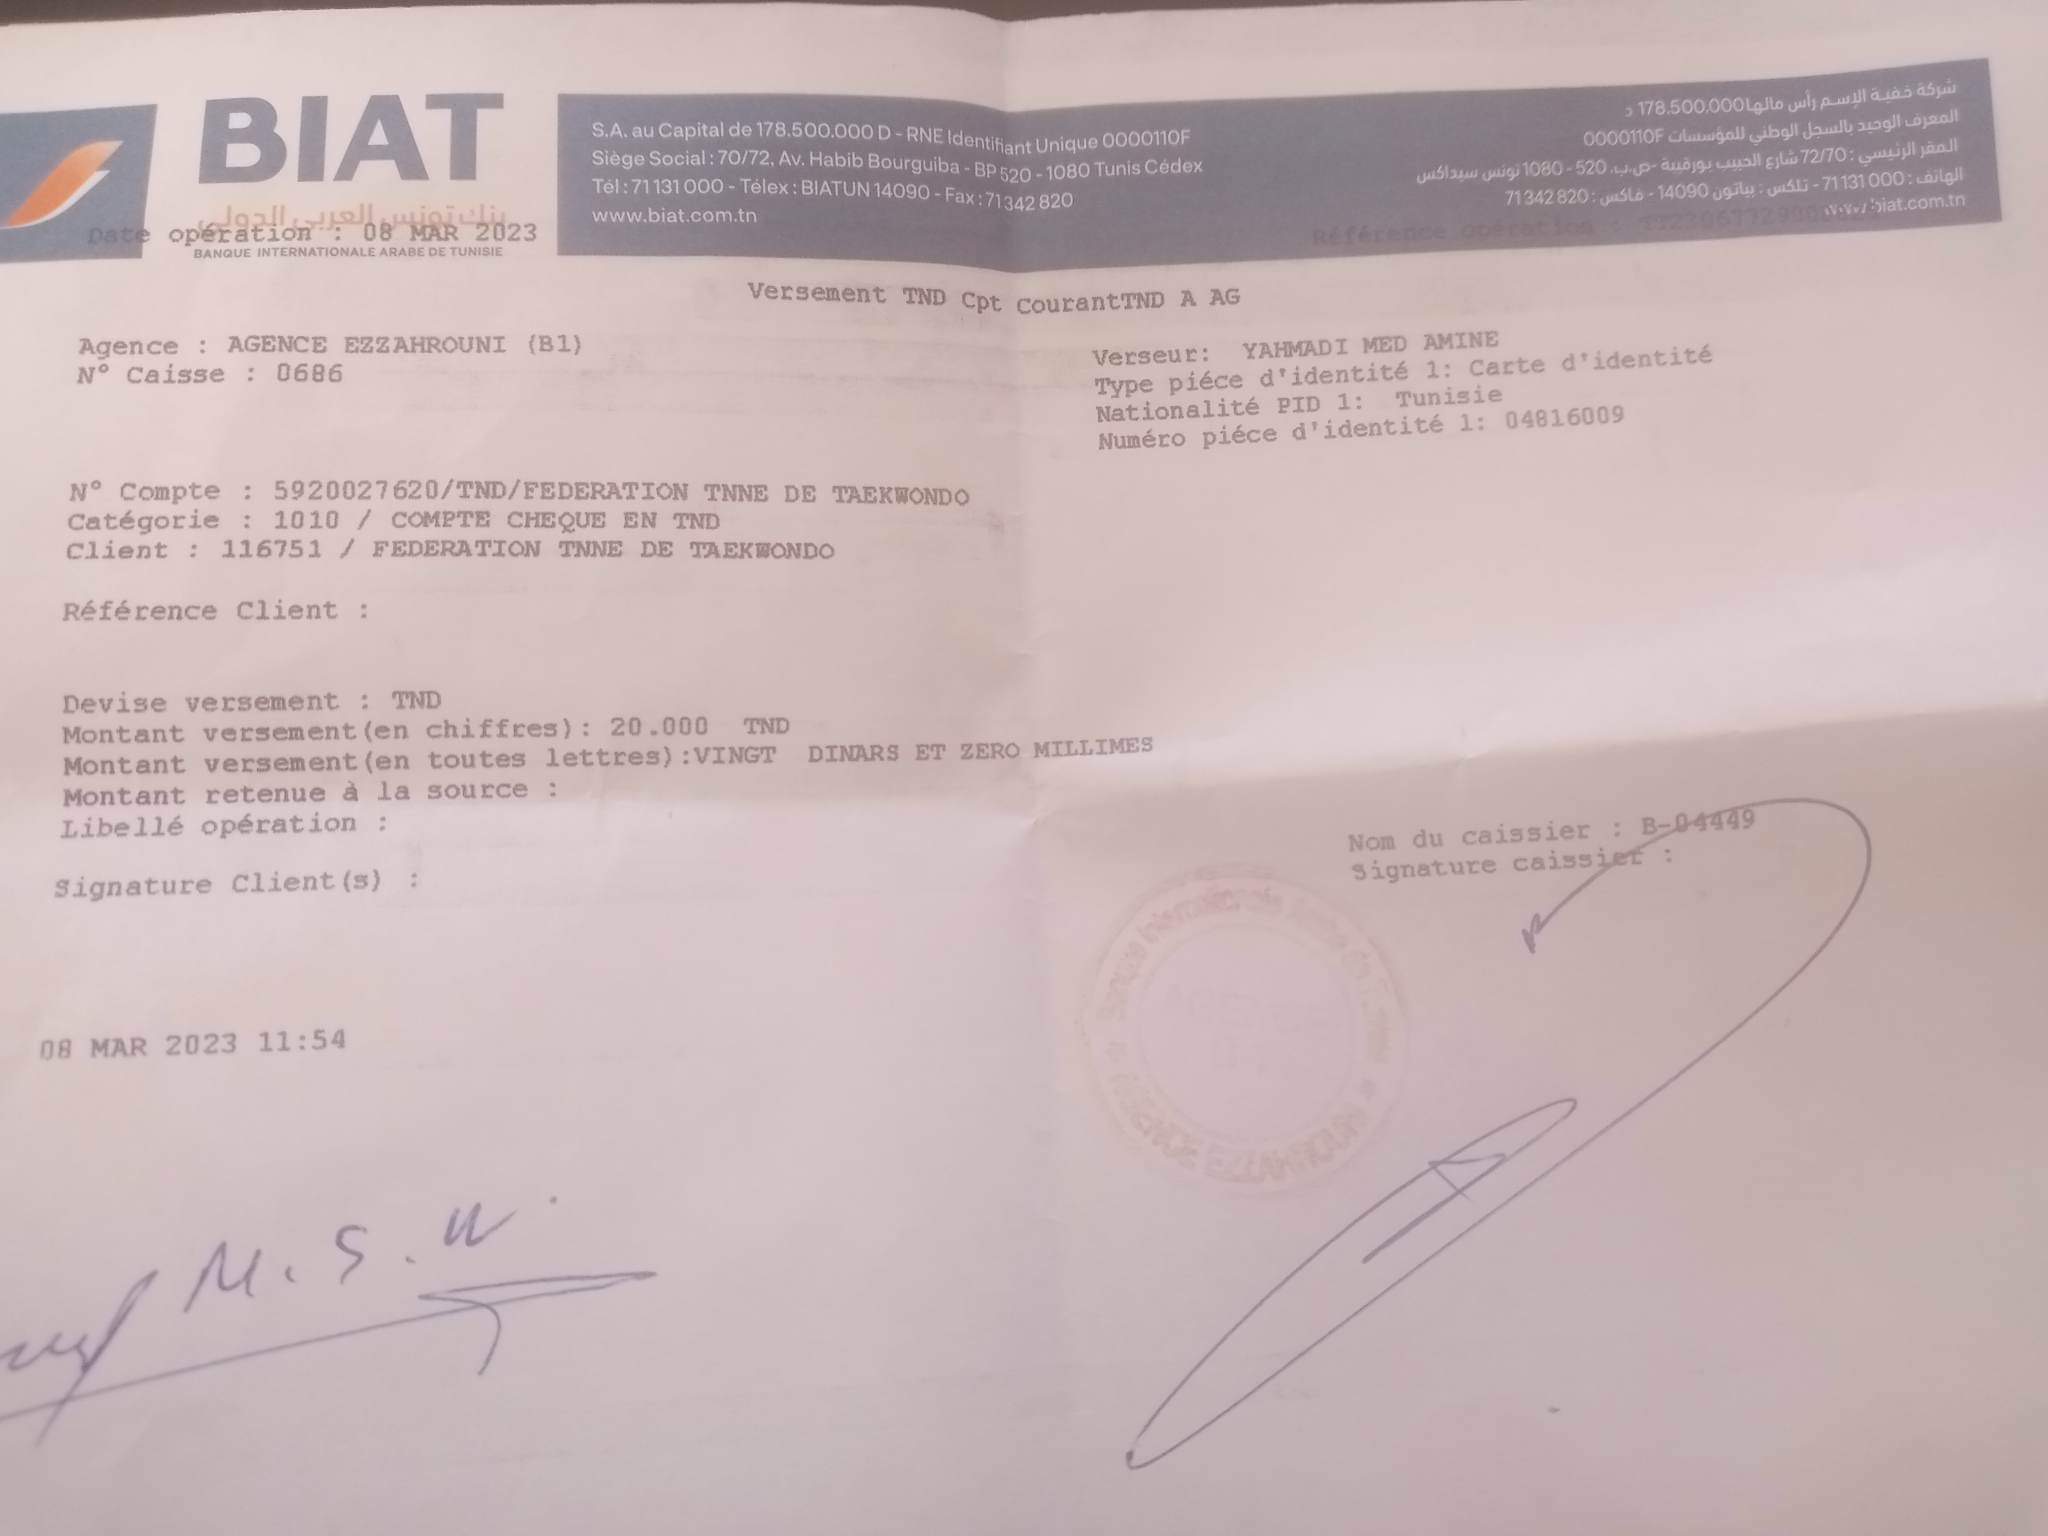 BIAT
بنك تونس العربي الدولي
BANQUE INTERNATIONALE ARABE DE TUNISIE
S.A. au Capital de 178.500.000 D - RNE Identifiant Unique 0000110F
Siège Social : 70/72, Av. Habib Bourguiba - BP 520 - 1080 Tunis Cédex
Tél : 71 131 000 - Télex : BIATUN 14090 - Fax : 71 342 820
www.biat.com.tn
شركة خفية الإسم رأس مالها 178.500.000 د
المعرف الوحيد بالسجل الوطني للمؤسسات 0000110F
المقر الرئيسي : 72/70 شارع الحبيب بورقيبة -ص.ب. 520 - 1080 تونس سيداكس
الهاتف : 71 131 000 - تلكس : بياتون 14090 - فاكس : 71 342 820
biat.com.tn
Date opération : 08 MAR 2023
Référence opération :
Versement TND Cpt CourantTND A AG
Agence : AGENCE EZZAHROUNI (B1)
N° Caisse : 0686
Verseur: YAHMADI MED AMINE
Type piéce d'identité 1: Carte d'identité
Nationalité PID 1: Tunisie
Numéro piéce d'identité 1: 04816009
N° Compte : 5920027620/TND/FEDERATION TNNE DE TAEKWONDO
Catégorie : 1010 / COMPTE CHEQUE EN TND
Client : 116751 / FEDERATION TNNE DE TAEKWONDO
Référence Client :
Devise versement : TND
Montant versement(en chiffres): 20.000 TND
Montant versement(en toutes lettres):VINGT DINARS ET ZERO MILLIMES
Montant retenue à la source :
Libellé opération :
Nom du caissier : B-04449
Signature caissier :
Signature Client(s) :
AGENCE EZZAHROUNI
08 MAR 2023 11:54
M. S. W.